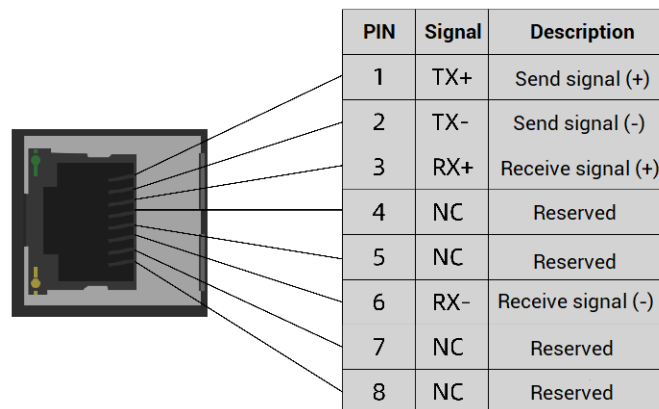 PIN Signal Description
1 TX+ Send signal (+)
2 TX- Send signal (-)
3 RX+ Receive signal (+)
4 NC Reserved
5 NC Reserved
6 RX- Receive signal (-)
7 NC Reserved
8 NC Reserved